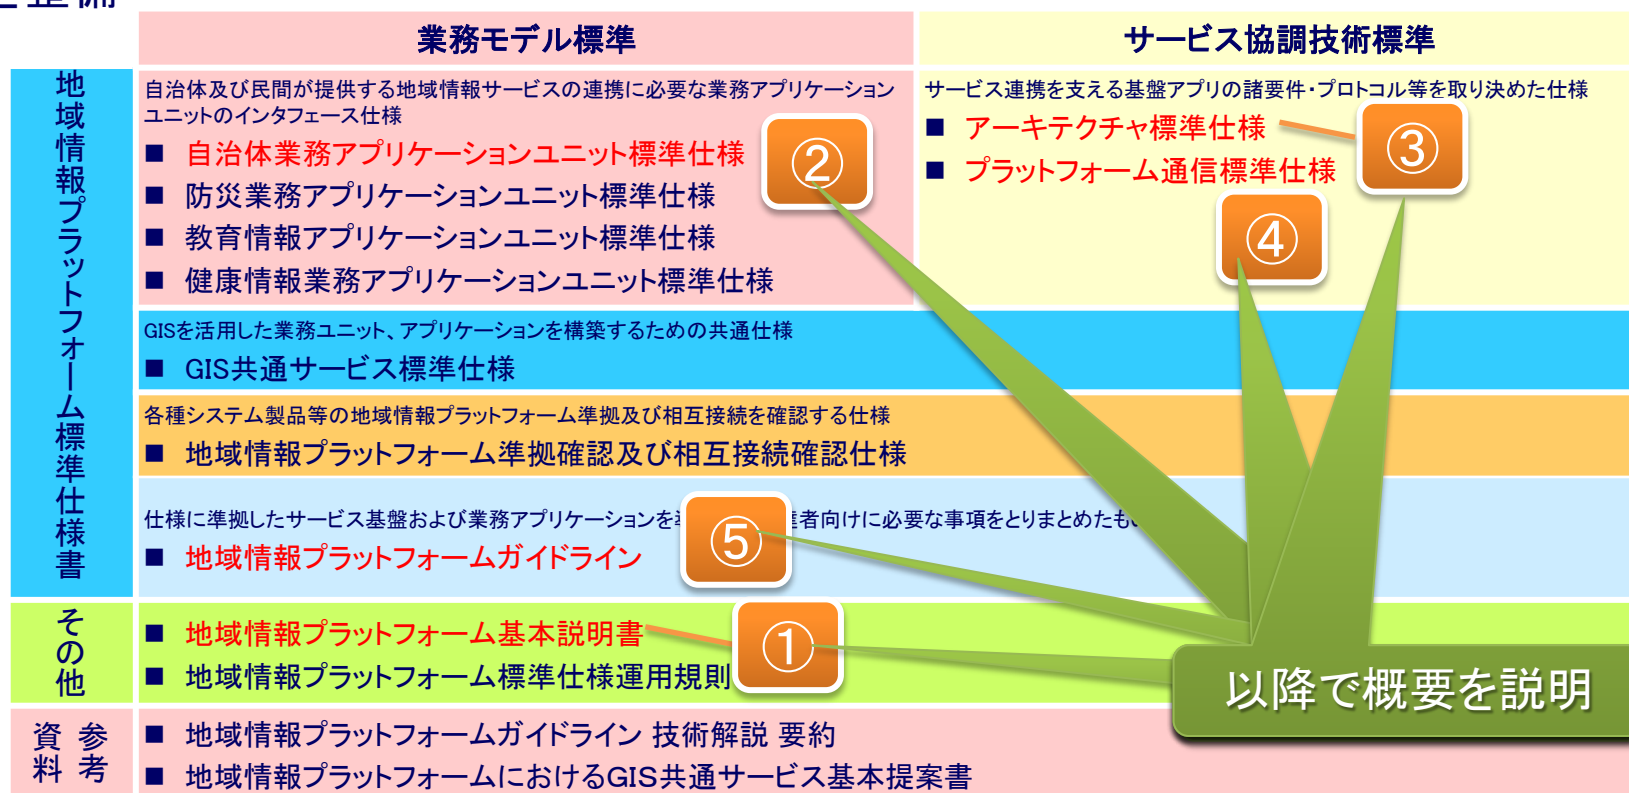 業務モデル標準
サービス協調技術標準
地域情報プラットフォーム標準仕様書
自治体及び民間が提供する地域情報サービスの連携に必要な業務アプリケーション
ユニットのインタフェース仕様
■ 自治体業務アプリケーションユニット標準仕様
■ 防災業務アプリケーションユニット標準仕様
■ 教育情報アプリケーションユニット標準仕様
■ 健康情報業務アプリケーションユニット標準仕様
②
サービス連携を支える基盤アプリの諸要件・プロトコル等を取り決めた仕様
■ アーキテクチャ標準仕様
■ プラットフォーム通信標準仕様
③
④
GISを活用した業務ユニット、アプリケーションを構築するための共通仕様
■ GIS共通サービス標準仕様
各種システム製品等の地域情報プラットフォーム準拠及び相互接続を確認する仕様
■ 地域情報プラットフォーム準拠確認及び相互接続確認仕様
仕様に準拠したサービス基盤および業務アプリケーションを 者向けに必要な事項をとりまとめたも
■ 地域情報プラットフォームガイドライン
⑤
その他
■ 地域情報プラットフォーム基本説明書
■ 地域情報プラットフォーム標準仕様運用規則
①
以降で概要を説明
参考資料
■ 地域情報プラットフォームガイドライン 技術解説 要約
■ 地域情報プラットフォームにおけるGIS共通サービス基本提案書